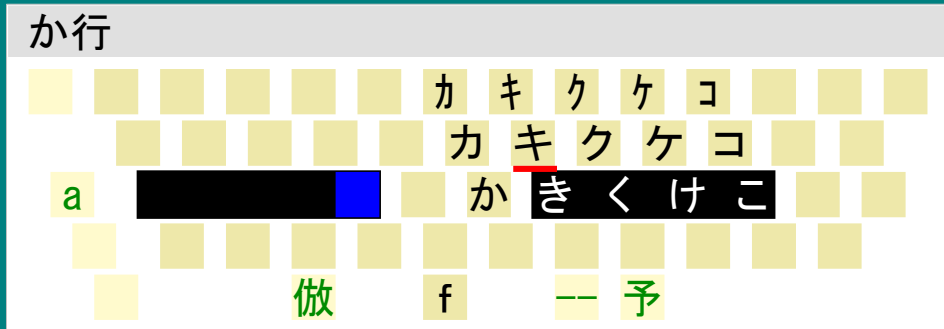 か行
ｶ ｷ ｸ ｹ ｺ
カ キ ク ケ コ
a か き く け こ
倣 f -- 予